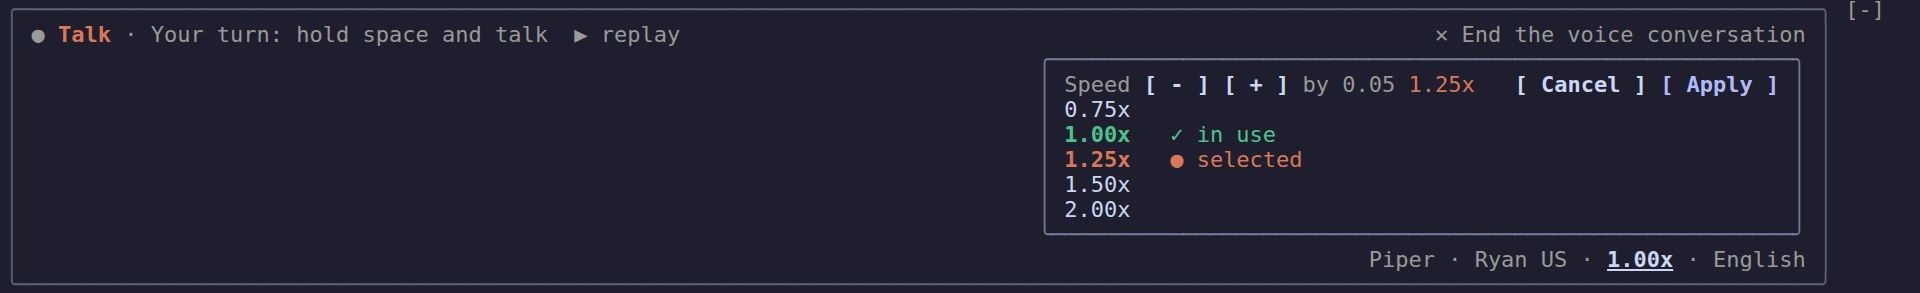 [-]
● Talk · Your turn: hold space and talk ▶ replay × End the voice conversation
Speed [ - ] [ + ] by 0.05 1.25x [ Cancel ] [ Apply ]
0.75x
1.00x ✓ in use
1.25x ● selected
1.50x
2.00x
Piper · Ryan US · 1.00x · English